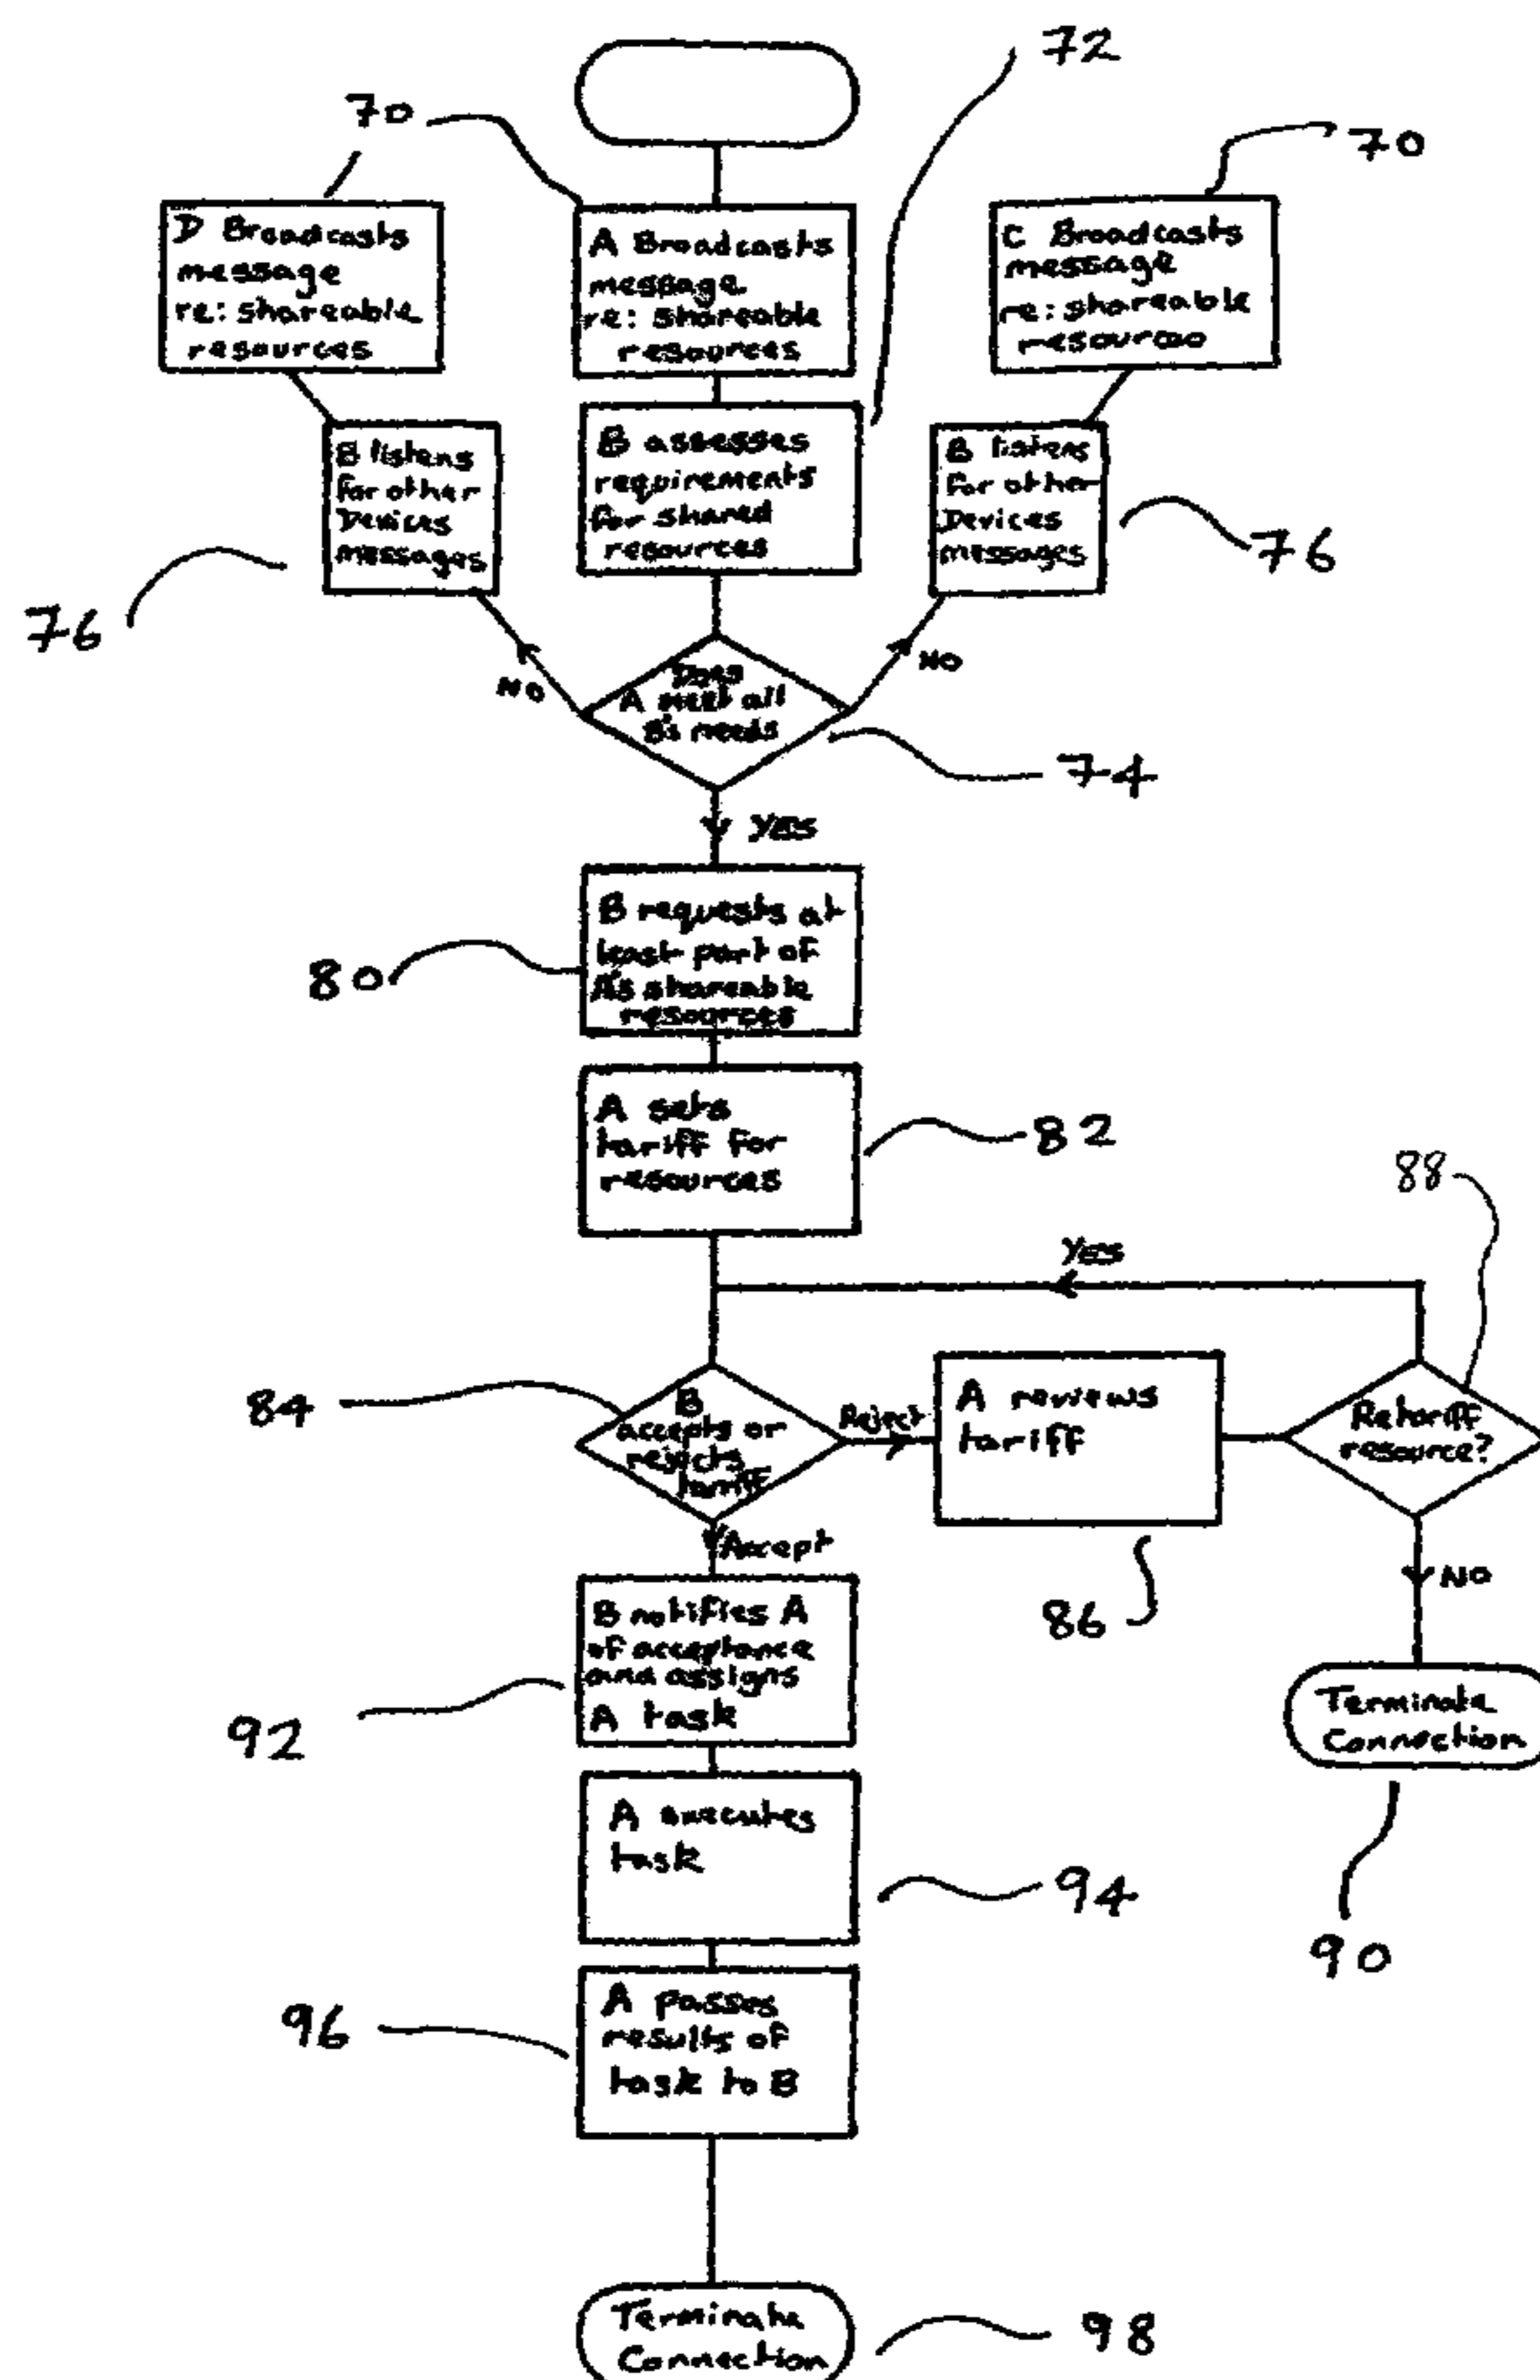 72
70
70
D Broadcasts
message
re: shareable
resources
A Broadcasts
message
re: shareable
resources
C Broadcasts
message
re: shareable
resources
B listens
for other
Devices
messages
B assesses
requirements
for shared
resources
B listens
for other
Devices
messages
76
76
NO
NO
Does
A meet all
B's needs
74
YES
B requests at
least part of
A's shareable
resources
80
A sets
tariff for
resources
82
88
YES
84
B
accepts or
rejects
tariff
Reject
A reviews
tariff
Retariff
resource?
Accept
NO
86
B notifies A
of acceptance
and assigns
A task
92
Terminate
Connection
A executes
task
94
90
96
A passes
results of
task to B
Terminate
Connection
98